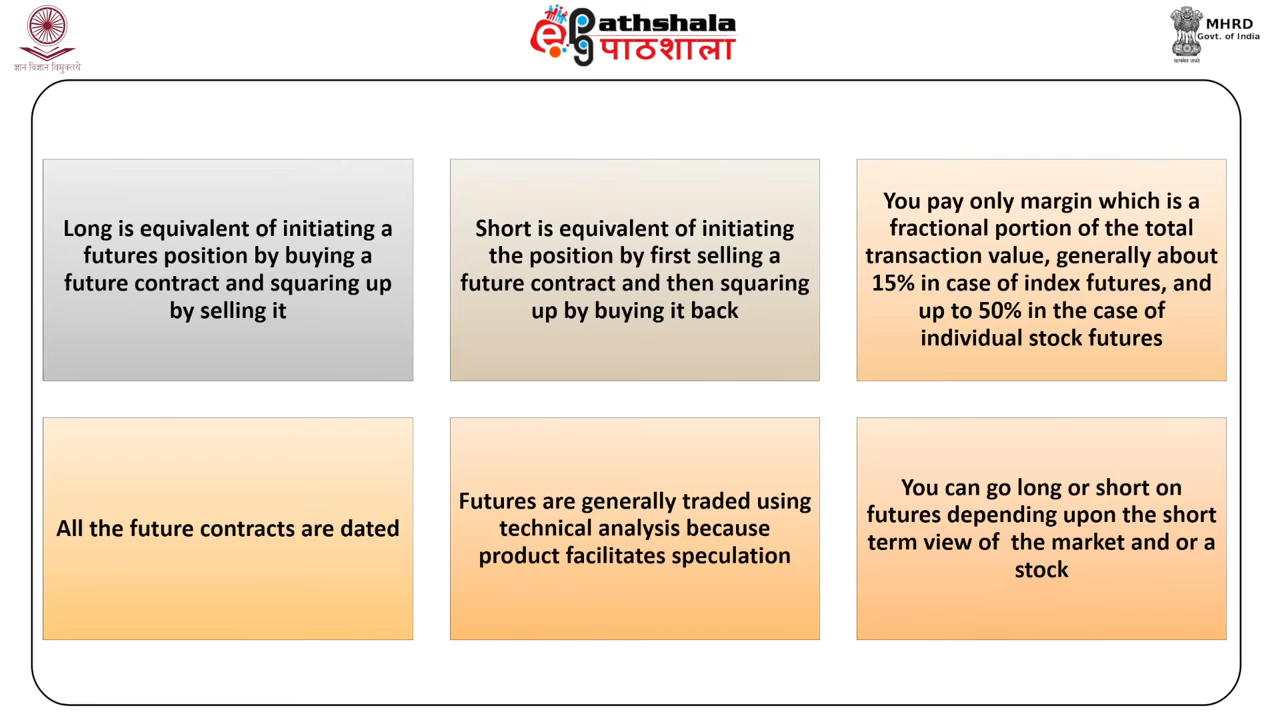 ज्ञान विज्ञान विमुक्तये
ePathshala
पाठशाला
MHRD
Govt. of India
सत्यमेव जयते
Long is equivalent of initiating a
futures position by buying a
future contract and squaring up
by selling it
Short is equivalent of initiating
the position by first selling a
future contract and then squaring
up by buying it back
You pay only margin which is a
fractional portion of the total
transaction value, generally about
15% in case of index futures, and
up to 50% in the case of
individual stock futures
All the future contracts are dated
Futures are generally traded using
technical analysis because
product facilitates speculation
You can go long or short on
futures depending upon the short
term view of  the market and or a
stock